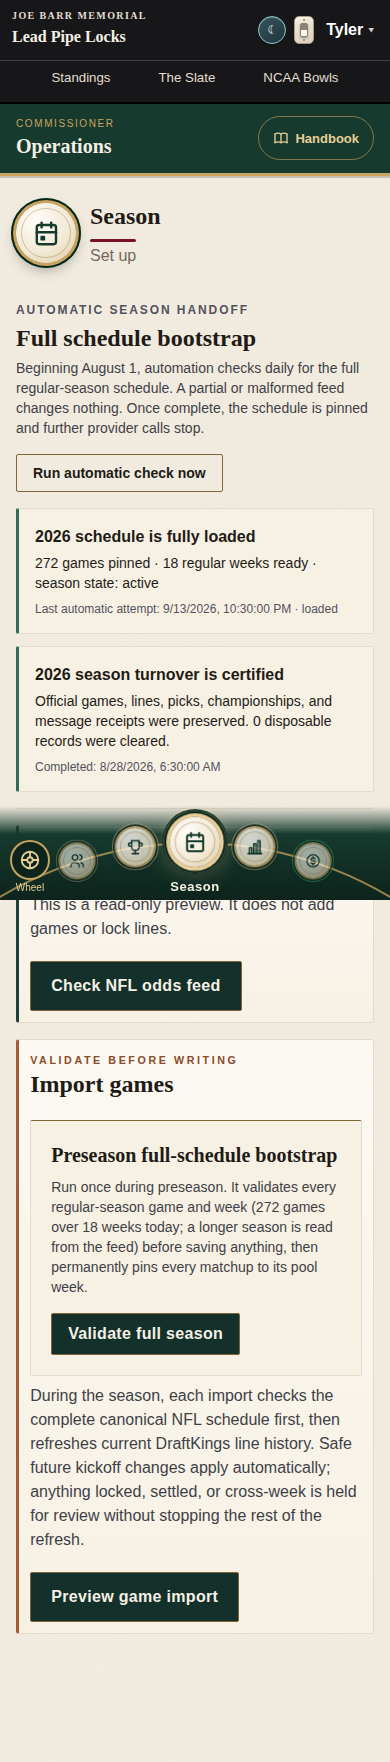 JOE BARR MEMORIAL
Lead Pipe Locks
Tyler
Standings
The Slate
NCAA Bowls
COMMISSIONER
Operations
Handbook
Season
Set up
AUTOMATIC SEASON HANDOFF
Full schedule bootstrap
Beginning August 1, automation checks daily for the full
regular-season schedule. A partial or malformed feed
changes nothing. Once complete, the schedule is pinned
and further provider calls stop.
Run automatic check now
2026 schedule is fully loaded
272 games pinned · 18 regular weeks ready ·
season state: active
Last automatic attempt: 9/13/2026, 10:30:00 PM · loaded
2026 season turnover is certified
Official games, lines, picks, championships, and
message receipts were preserved. 0 disposable
records were cleared.
Completed: 8/28/2026, 6:30:00 AM
Wheel
Season
This is a read-only preview. It does not add
games or lock lines.
Check NFL odds feed
VALIDATE BEFORE WRITING
Import games
Preseason full-schedule bootstrap
Run once during preseason. It validates every
regular-season game and week (272 games
over 18 weeks today; a longer season is read
from the feed) before saving anything, then
permanently pins every matchup to its pool
week.
Validate full season
During the season, each import checks the
complete canonical NFL schedule first, then
refreshes current DraftKings line history. Safe
future kickoff changes apply automatically;
anything locked, settled, or cross-week is held
for review without stopping the rest of the
refresh.
Preview game import